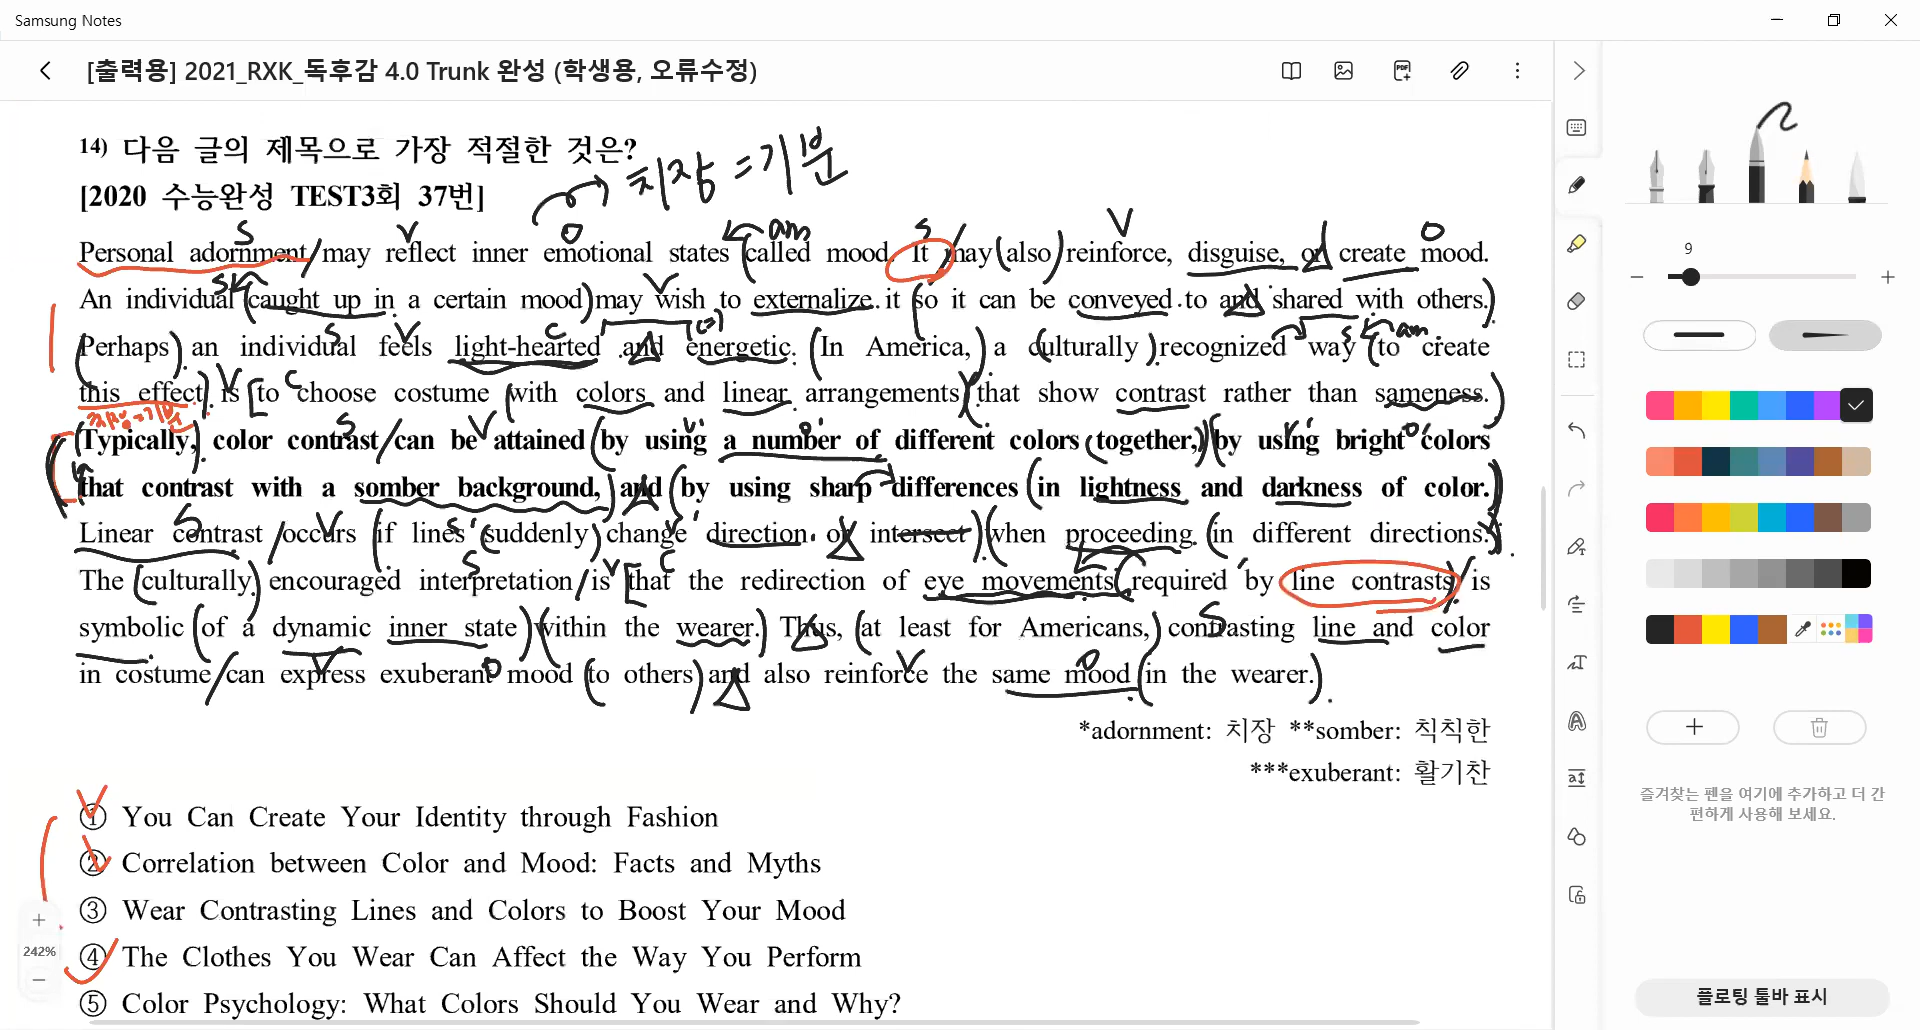 Samsung Notes
[출력용] 2021_RXK_독후감 4.0 Trunk 완성 (학생용, 오류수정)
14) 다음 글의 제목으로 가장 적절한 것은?
[2020 수능완성 TEST3회 37번]
치장 = 기분
S V O am S V O
Personal adornment may reflect inner emotional states called mood. It may also reinforce, disguise, or create mood.
S V
An individual caught up in a certain mood may wish to externalize it so it can be conveyed to and shared with others.
S V C S am
Perhaps an individual feels light-hearted and energetic. In America, a culturally recognized way to create
V C
this effect is to choose costume with colors and linear arrangements that show contrast rather than sameness.
치장=기분
S V V' O' V' O'
Typically, color contrast can be attained by using a number of different colors together, by using bright colors
that contrast with a somber background, and by using sharp differences in lightness and darkness of color.
S V S' V'
Linear contrast occurs if lines suddenly change direction or intersect when proceeding in different directions.
S V C
The culturally encouraged interpretation is that the redirection of eye movements required by line contrasts is
S
symbolic of a dynamic inner state within the wearer. Thus, at least for Americans, contrasting line and color
V O V O
in costume can express exuberant mood to others and also reinforce the same mood in the wearer.
*adornment: 치장 **somber: 칙칙한
***exuberant: 활기찬
① You Can Create Your Identity through Fashion
② Correlation between Color and Mood: Facts and Myths
③ Wear Contrasting Lines and Colors to Boost Your Mood
④ The Clothes You Wear Can Affect the Way You Perform
⑤ Color Psychology: What Colors Should You Wear and Why?
242%
9
즐겨찾는 펜을 여기에 추가하고 더 간
편하게 사용해 보세요.
플로팅 툴바 표시